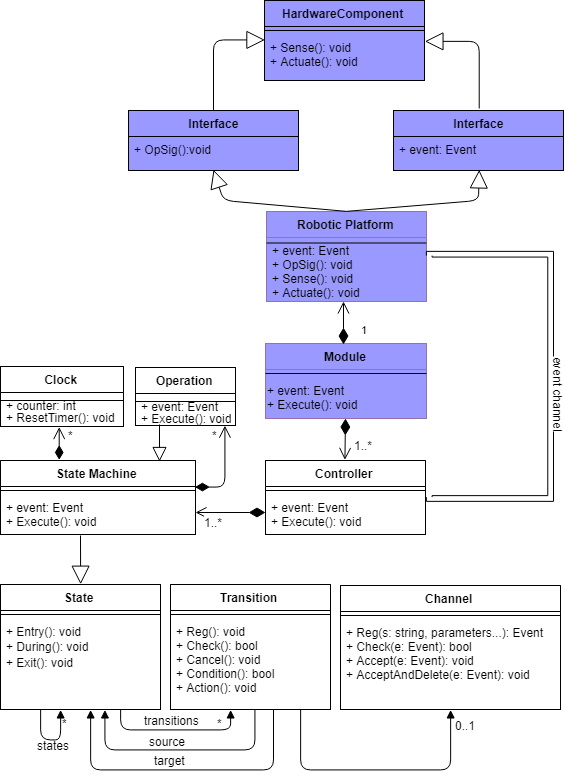 HardwareComponent
+ Sense(): void
+ Actuate(): void
Interface
+ OpSig():void
Interface
+ event: Event
Robotic Platform
+ event: Event
+ OpSig(): void
+ Sense(): void
+ Actuate(): void
1
event channel
Module
+ event: Event
+ Execute(): void
1..*
Clock
+ counter: int
+ ResetTimer(): void
*
Operation
+ event: Event
+ Execute(): void
*
State Machine
+ event: Event
+ Execute(): void
1..*
Controller
+ event: Event
+ Execute(): void
State
+ Entry(): void
+ During(): void
+ Exit(): void
Transition
+ Reg(): void
+ Check(): bool
+ Cancel(): void
+ Condition(): bool
+ Action(): void
Channel
+ Reg(s: string, parameters...): Event
+ Check(e: Event): bool
+ Accept(e: Event): void
+ AcceptAndDelete(e: Event): void
*
states
transitions
*
source
target
0..1